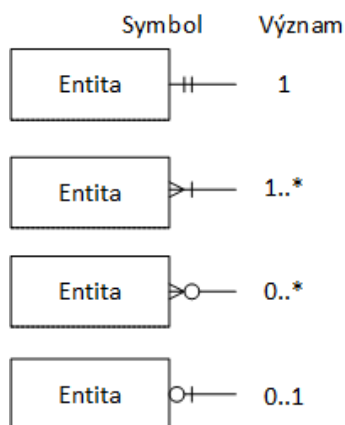 Symbol Význam
Entita 1
Entita 1..*
Entita 0..*
Entita 0..1